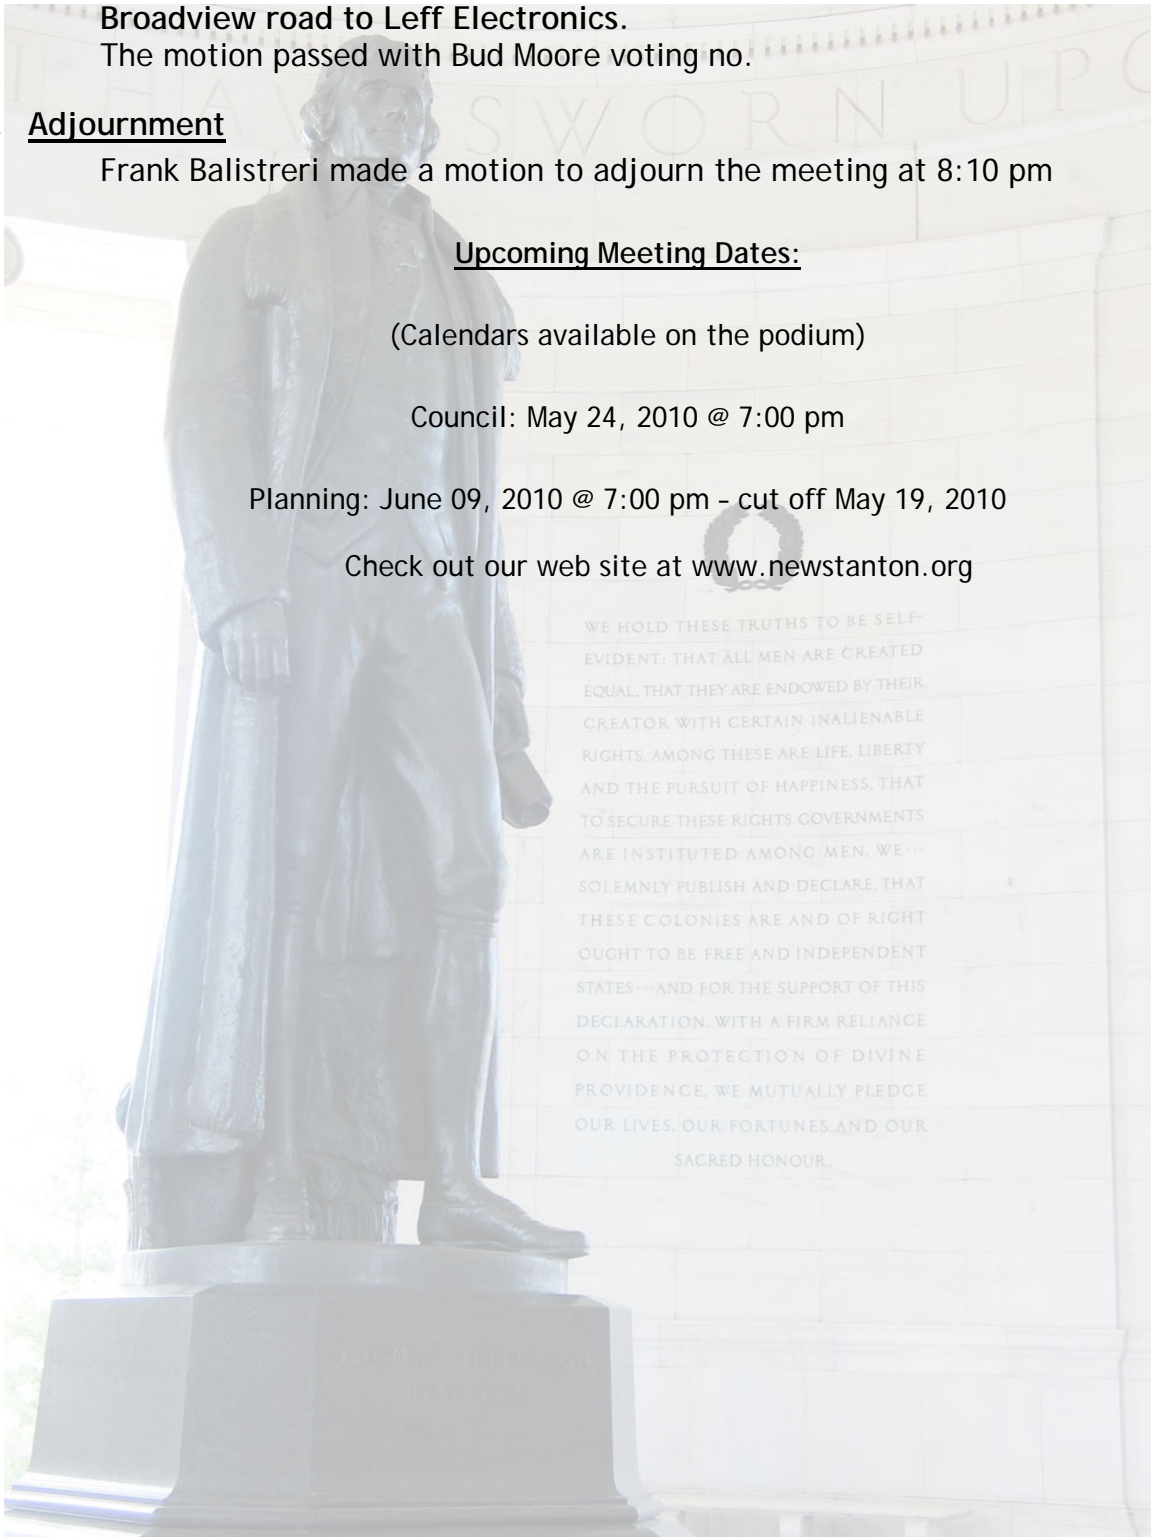 Broadview road to Leff Electronics.
The motion passed with Bud Moore voting no.
I HAV SWORN UPO
Adjournment
Frank Balistreri made a motion to adjourn the meeting at 8:10 pm
Upcoming Meeting Dates:
(Calendars available on the podium)
Council: May 24, 2010 @ 7:00 pm
Planning: June 09, 2010 @ 7:00 pm – cut off May 19, 2010
Check out our web site at www.newstanton.org
WE HOLD THESE TRUTHS TO BE SELF-
EVIDENT: THAT ALL MEN ARE CREATED
EQUAL, THAT THEY ARE ENDOWED BY THEIR
CREATOR WITH CERTAIN INALIENABLE
RIGHTS, AMONG THESE ARE LIFE, LIBERTY
AND THE PURSUIT OF HAPPINESS, THAT
TO SECURE THESE RIGHTS GOVERNMENTS
ARE INSTITUTED AMONG MEN. WE···
SOLEMNLY PUBLISH AND DECLARE, THAT
THESE COLONIES ARE AND OF RIGHT
OUGHT TO BE FREE AND INDEPENDENT
STATES···AND FOR THE SUPPORT OF THIS
DECLARATION, WITH A FIRM RELIANCE
ON THE PROTECTION OF DIVINE
PROVIDENCE, WE MUTUALLY PLEDGE
OUR LIVES, OUR FORTUNES AND OUR
SACRED HONOUR.